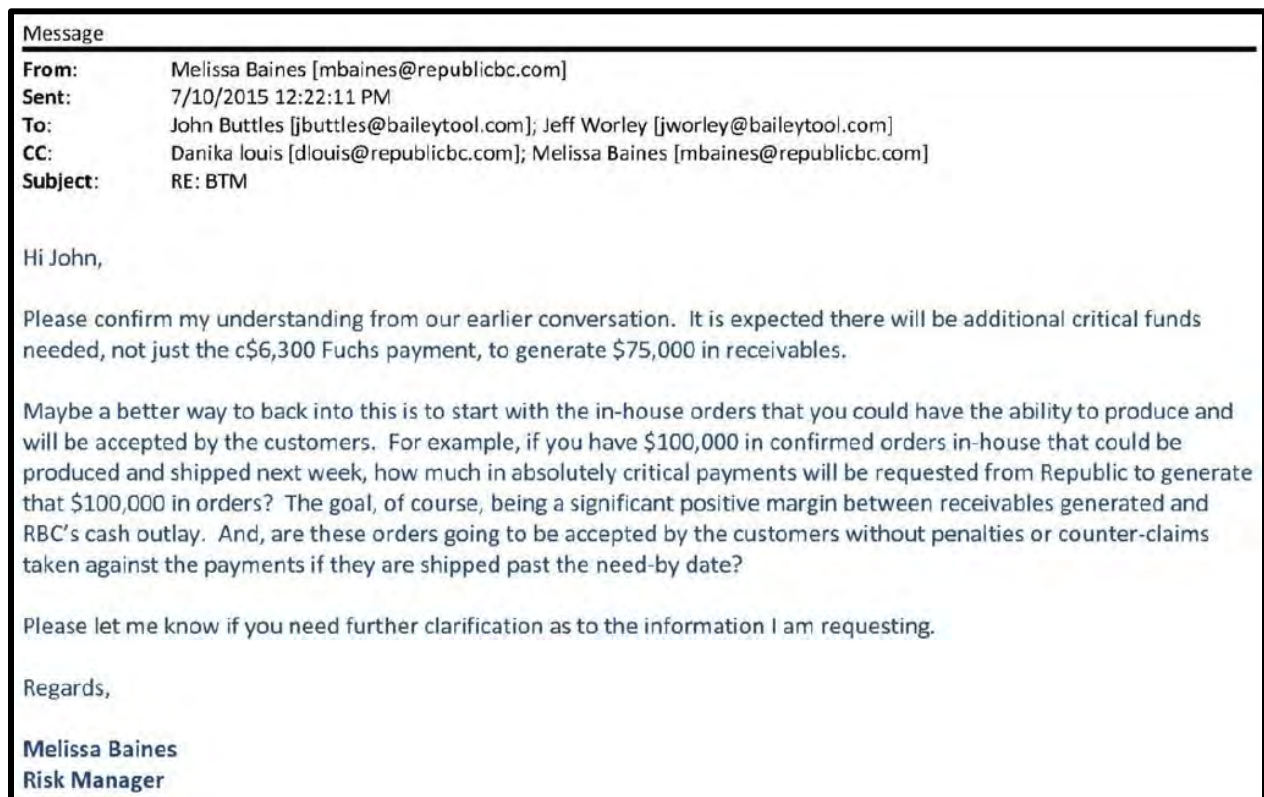 Message
From: Melissa Baines [mbaines@republicbc.com]
Sent: 7/10/2015 12:22:11 PM
To: John Buttles [jbuttles@baileytool.com]; Jeff Worley [jworley@baileytool.com]
CC: Danika louis [dlouis@republicbc.com]; Melissa Baines [mbaines@republicbc.com]
Subject: RE: BTM
Hi John,
Please confirm my understanding from our earlier conversation. It is expected there will be additional critical funds
needed, not just the c$6,300 Fuchs payment, to generate $75,000 in receivables.
Maybe a better way to back into this is to start with the in-house orders that you could have the ability to produce and
will be accepted by the customers. For example, if you have $100,000 in confirmed orders in-house that could be
produced and shipped next week, how much in absolutely critical payments will be requested from Republic to generate
that $100,000 in orders? The goal, of course, being a significant positive margin between receivables generated and
RBC's cash outlay. And, are these orders going to be accepted by the customers without penalties or counter-claims
taken against the payments if they are shipped past the need-by date?
Please let me know if you need further clarification as to the information I am requesting.
Regards,
Melissa Baines
Risk Manager